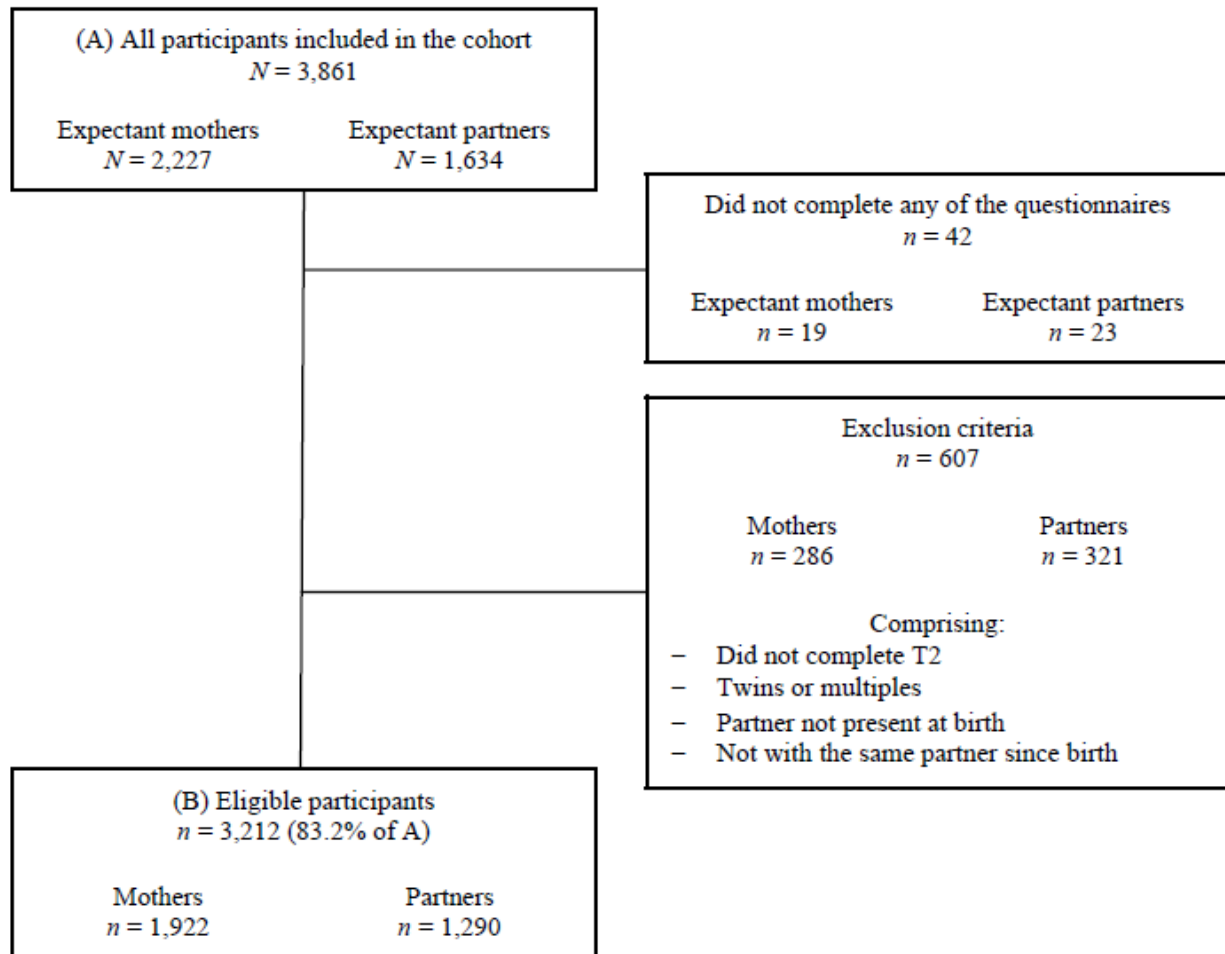 (A) All participants included in the cohort
N = 3,861
Expectant mothers Expectant partners
N = 2,227 N = 1,634
Did not complete any of the questionnaires
n = 42
Expectant mothers Expectant partners
n = 19 n = 23
Exclusion criteria
n = 607
Mothers Partners
n = 286 n = 321
Comprising:
– Did not complete T2
– Twins or multiples
– Partner not present at birth
– Not with the same partner since birth
(B) Eligible participants
n = 3,212 (83.2% of A)
Mothers Partners
n = 1,922 n = 1,290